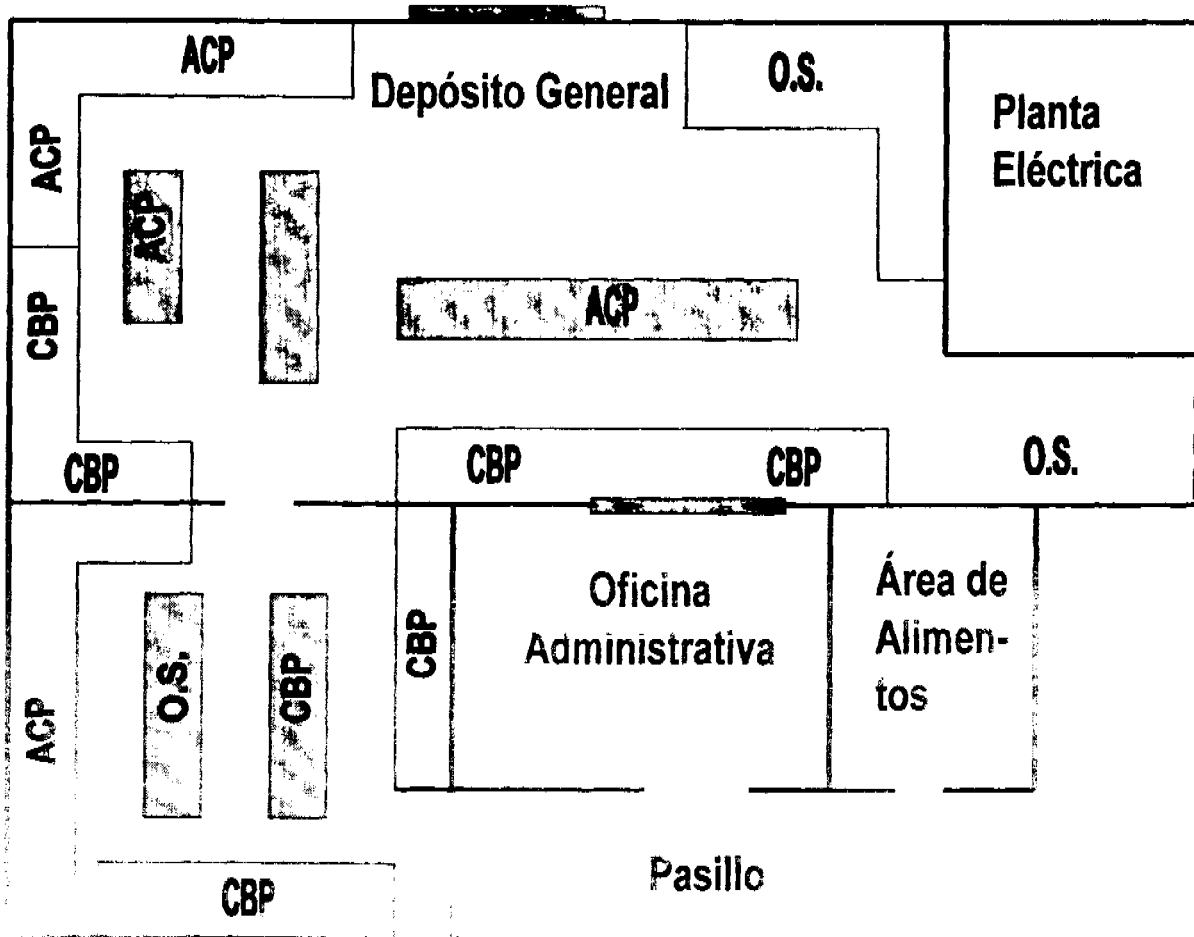 ACP
O.S.
Depósito General
Planta
Eléctrica
ACP
ACP
ACP
CBP
CBP
CBP
CBP
O.S.
Oficina
Administrativa
Área de
Alimen-
tos
CBP
O.S.
CBP
ACP
Pasillo
CBP